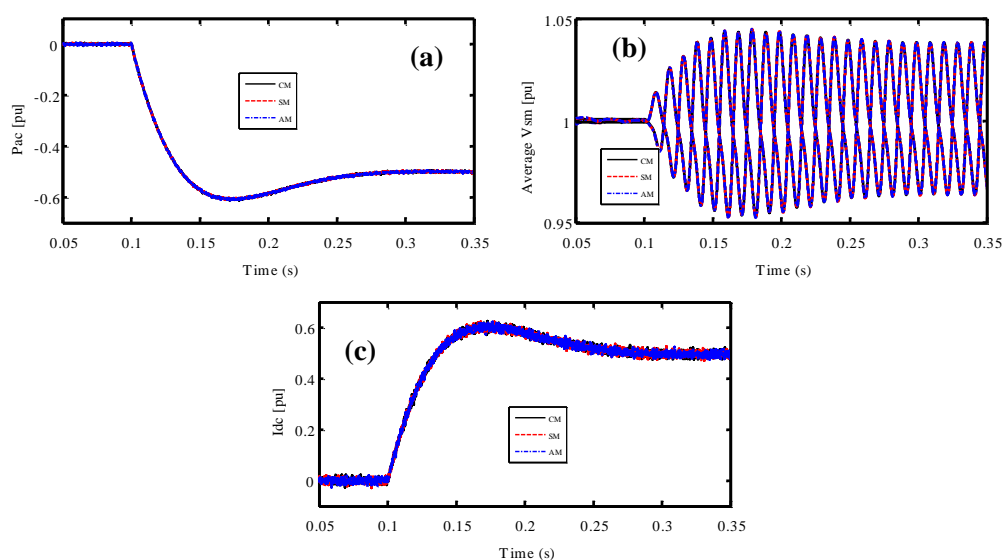 (a)
0
-0.2
-0.4
-0.6
Pac [pu]
CM
SM
AM
0.05 0.1 0.15 0.2 0.25 0.3 0.35
Time (s)
(b)
1.05
1
0.95
Average Vsm [pu]
CM
SM
AM
0.05 0.1 0.15 0.2 0.25 0.3 0.35
Time (s)
(c)
0.6
0.4
0.2
0
Idc [pu]
CM
SM
AM
0.05 0.1 0.15 0.2 0.25 0.3 0.35
Time (s)